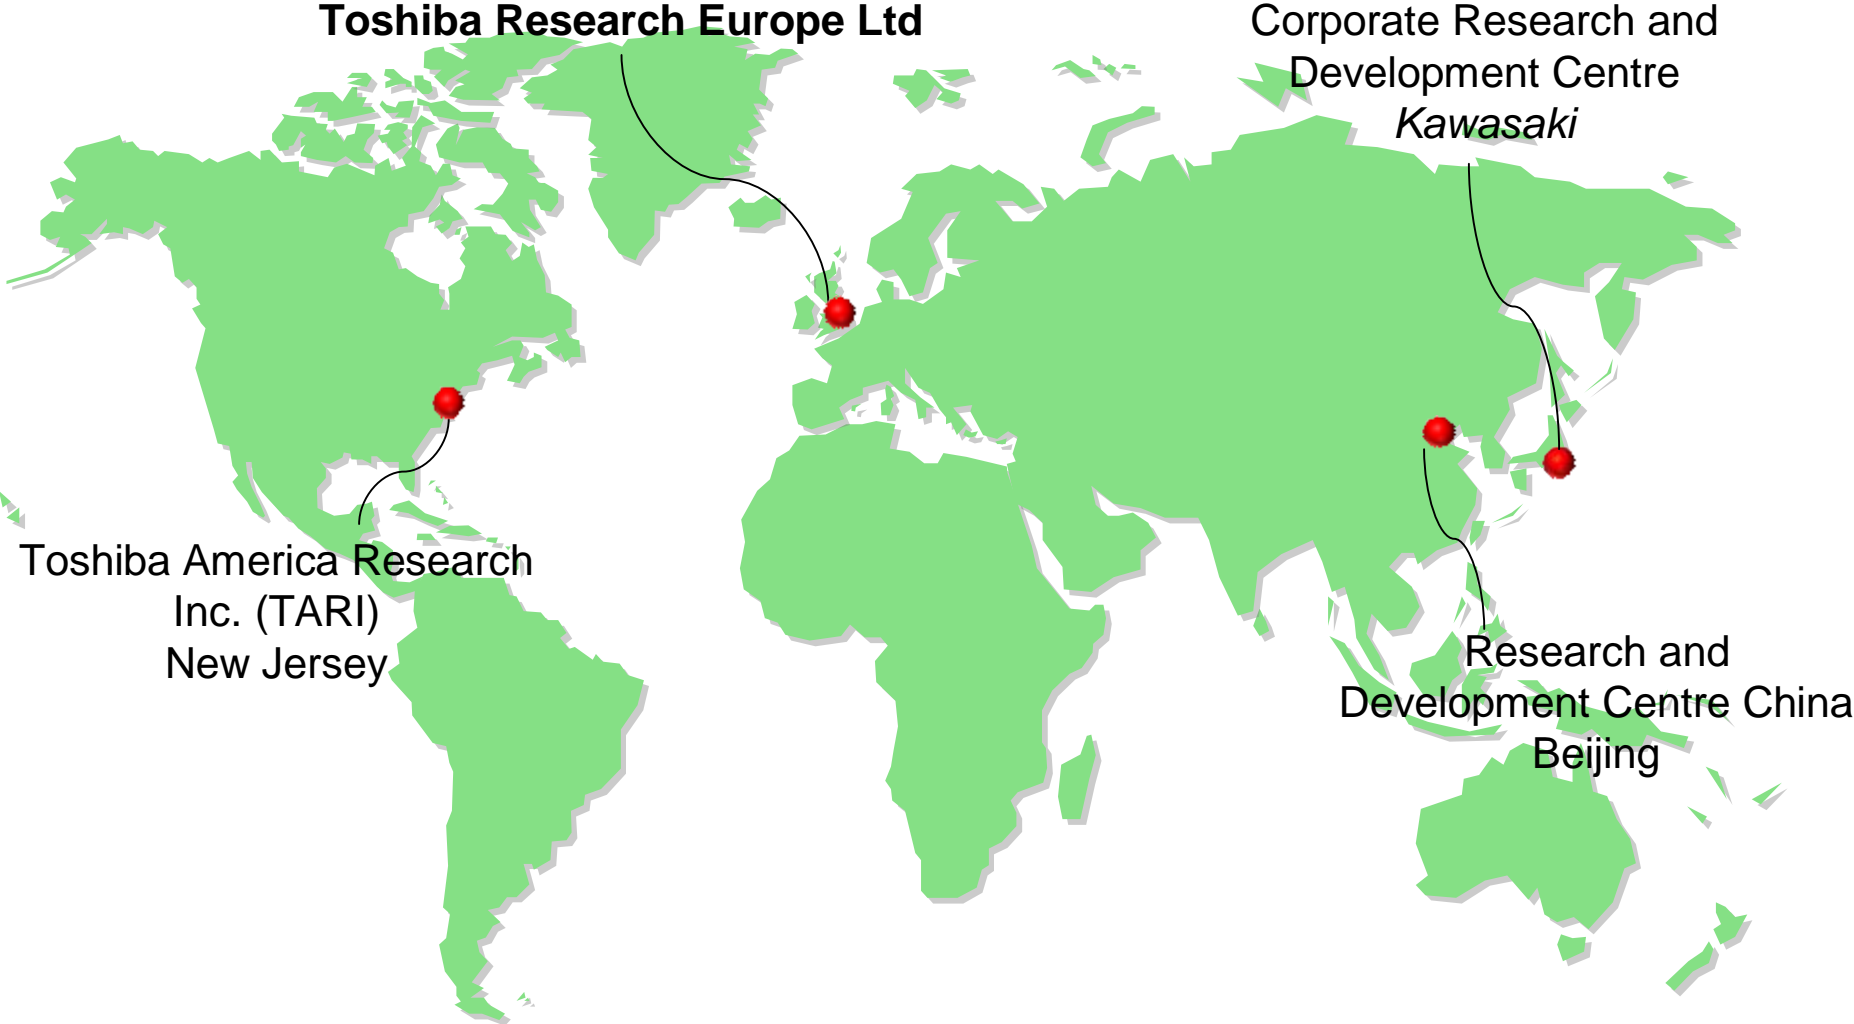 Toshiba Research Europe Ltd
Corporate Research and
Development Centre
Kawasaki
Toshiba America Research
Inc. (TARI)
New Jersey
Research and
Development Centre China
Beijing